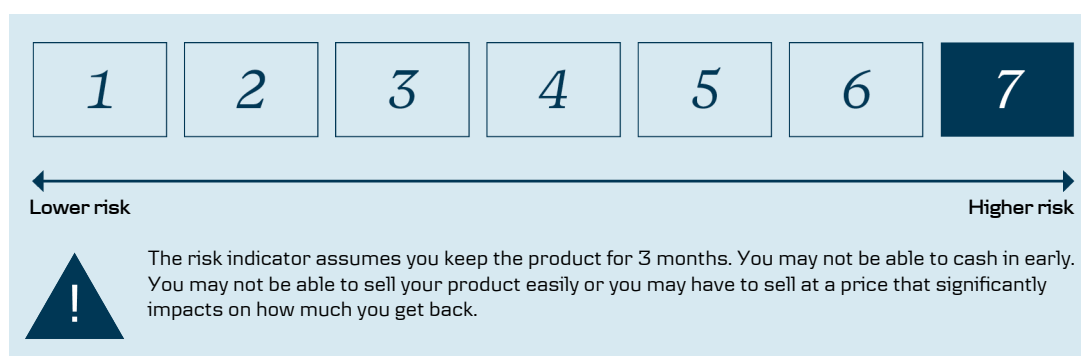 1 2 3 4 5 6 7
Lower risk Higher risk
The risk indicator assumes you keep the product for 3 months. You may not be able to cash in early.
You may not be able to sell your product easily or you may have to sell at a price that significantly
impacts on how much you get back.
!